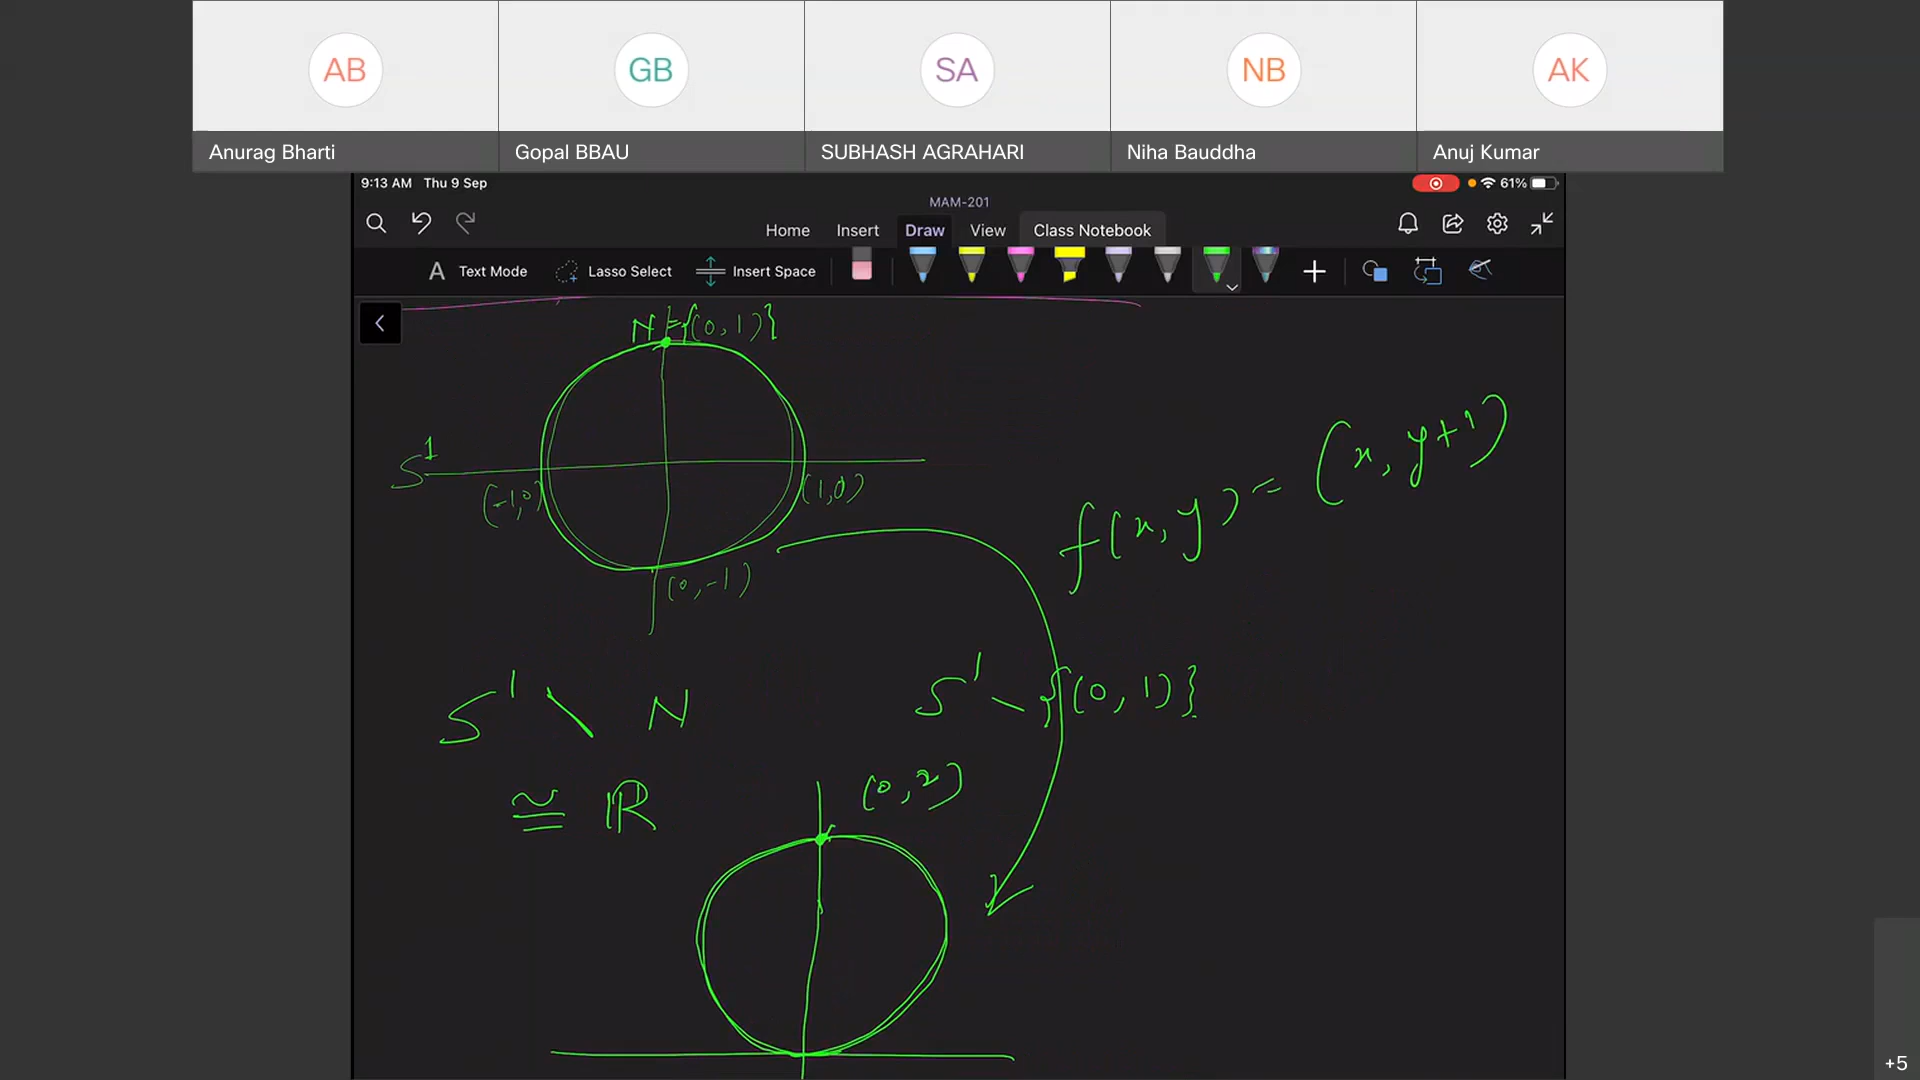 AB GB SA NB AK
Anurag Bharti Gopal BBAU SUBHASH AGRAHARI Niha Bauddha Anuj Kumar
9:13 AM Thu 9 Sep 61%
MAM-201
Home Insert Draw View Class Notebook
A Text Mode Lasso Select Insert Space
N = {(0, 1)}
S¹
(-1,0) (1,0)
f(x, y) = (x, y+1)
(0, -1)
S¹ \ N S¹ \ {(0, 1)}
≅ ℝ (0, 2)
+5